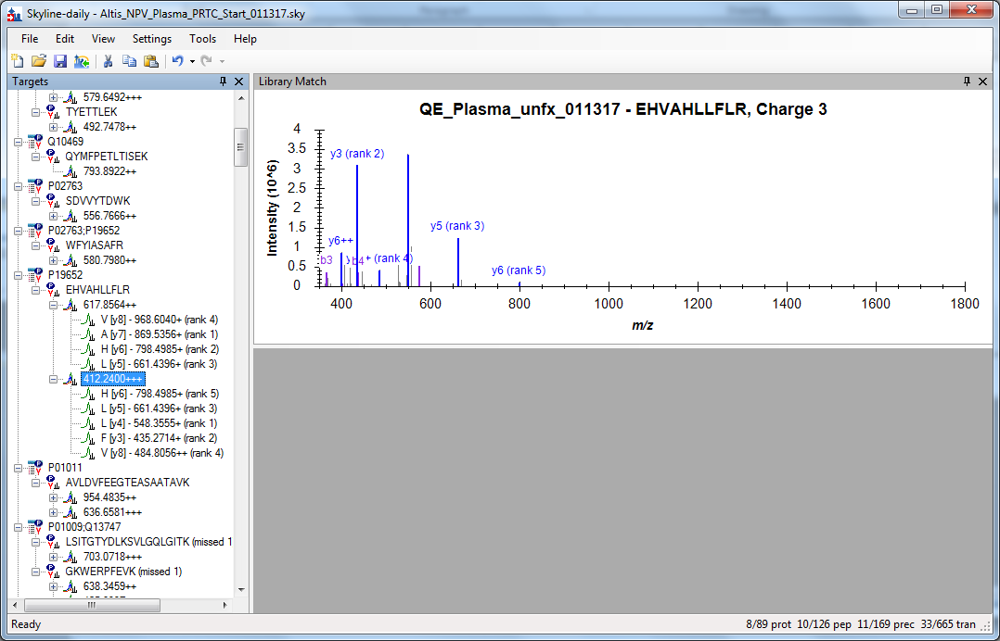 Skyline-daily - Altis_NPV_Plasma_PRTC_Start_011317.sky
File Edit View Settings Tools Help
Targets
579.6492+++
TYETTLEK
492.7478++
Q10469
QYMFPETLTISEK
793.8922++
P02763
SDVVYTDWK
556.7666++
P02763;P19652
WFYIASAFR
580.7980++
P19652
EHVAHLLFLR
617.8564++
V [y8] - 968.6040+ (rank 4)
A [y7] - 869.5356+ (rank 1)
H [y6] - 798.4985+ (rank 2)
L [y5] - 661.4396+ (rank 3)
412.2400+++
H [y6] - 798.4985+ (rank 5)
L [y5] - 661.4396+ (rank 3)
L [y4] - 548.3555+ (rank 1)
F [y3] - 435.2714+ (rank 2)
V [y8] - 484.8056++ (rank 4)
P01011
AVLDVFEEGTEASAATAVK
954.4835++
636.6581+++
P01009;Q13747
LSITGTYDLKSVLGQLGITK (missed 1
703.0718+++
GKWERPFEVK (missed 1)
638.3459++
Library Match
QE_Plasma_unfx_011317 - EHVAHLLFLR, Charge 3
Intensity (10^6)
4
3.5
3
2.5
2
1.5
1
0.5
0
y3 (rank 2)
y5 (rank 3)
y6++
b3
b4
+ (rank 4)
y6 (rank 5)
400 600 800 1000 1200 1400 1600 1800
m/z
Ready
8/89 prot 10/126 pep 11/169 prec 33/665 tran